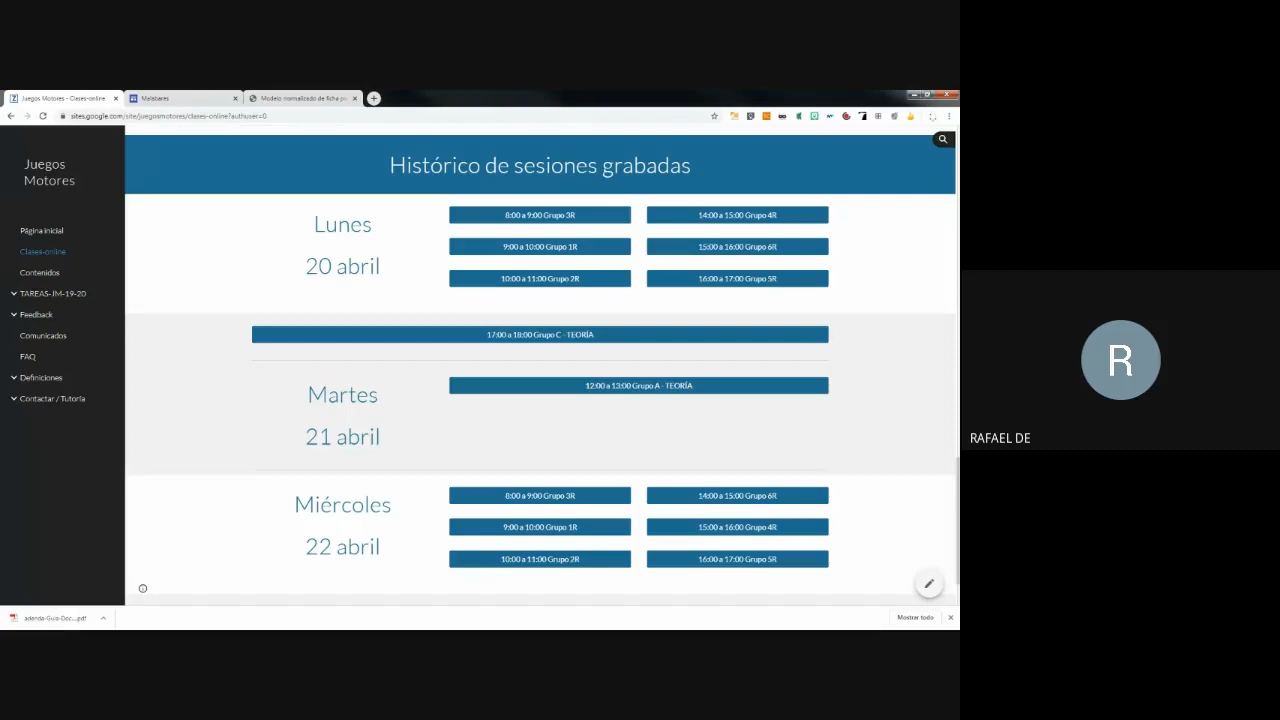 Juegos Motores - Clases-online
Malabares
Modelo normalizado de ficha po
sites.google.com/site/juegosmotores/clases-online?authuser=0
Juegos
Motores
Página inicial
Clases-online
Contenidos
TAREAS-JM-19-20
Feedback
Comunicados
FAQ
Definiciones
Contactar / Tutoría
Histórico de sesiones grabadas
Lunes
20 abril
8:00 a 9:00 Grupo 3R
14:00 a 15:00 Grupo 4R
9:00 a 10:00 Grupo 1R
15:00 a 16:00 Grupo 6R
10:00 a 11:00 Grupo 2R
16:00 a 17:00 Grupo 5R
17:00 a 18:00 Grupo C - TEORÍA
Martes
21 abril
12:00 a 13:00 Grupo A - TEORÍA
Miércoles
22 abril
8:00 a 9:00 Grupo 3R
14:00 a 15:00 Grupo 6R
9:00 a 10:00 Grupo 1R
15:00 a 16:00 Grupo 4R
10:00 a 11:00 Grupo 2R
16:00 a 17:00 Grupo 5R
adenda-Guia-Doc....pdf
Mostrar todo
R
RAFAEL DE